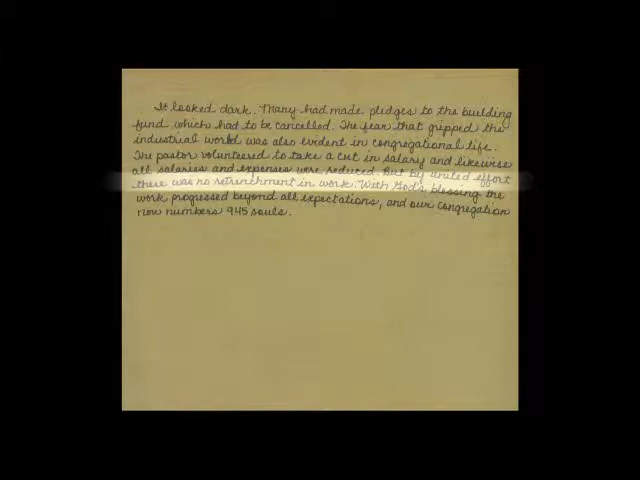 It looked dark. Many had made pledges to the building
fund which had to be cancelled. The fear that gripped the
industrial world was also evident in congregational life.
The pastor volunteered to take a cut in salary and likewise
all salaries and expenses were reduced. But by united effort
there was no retrenchment in work. With God's blessing the
work progressed beyond all expectations, and our congregation
now numbers 945 souls.